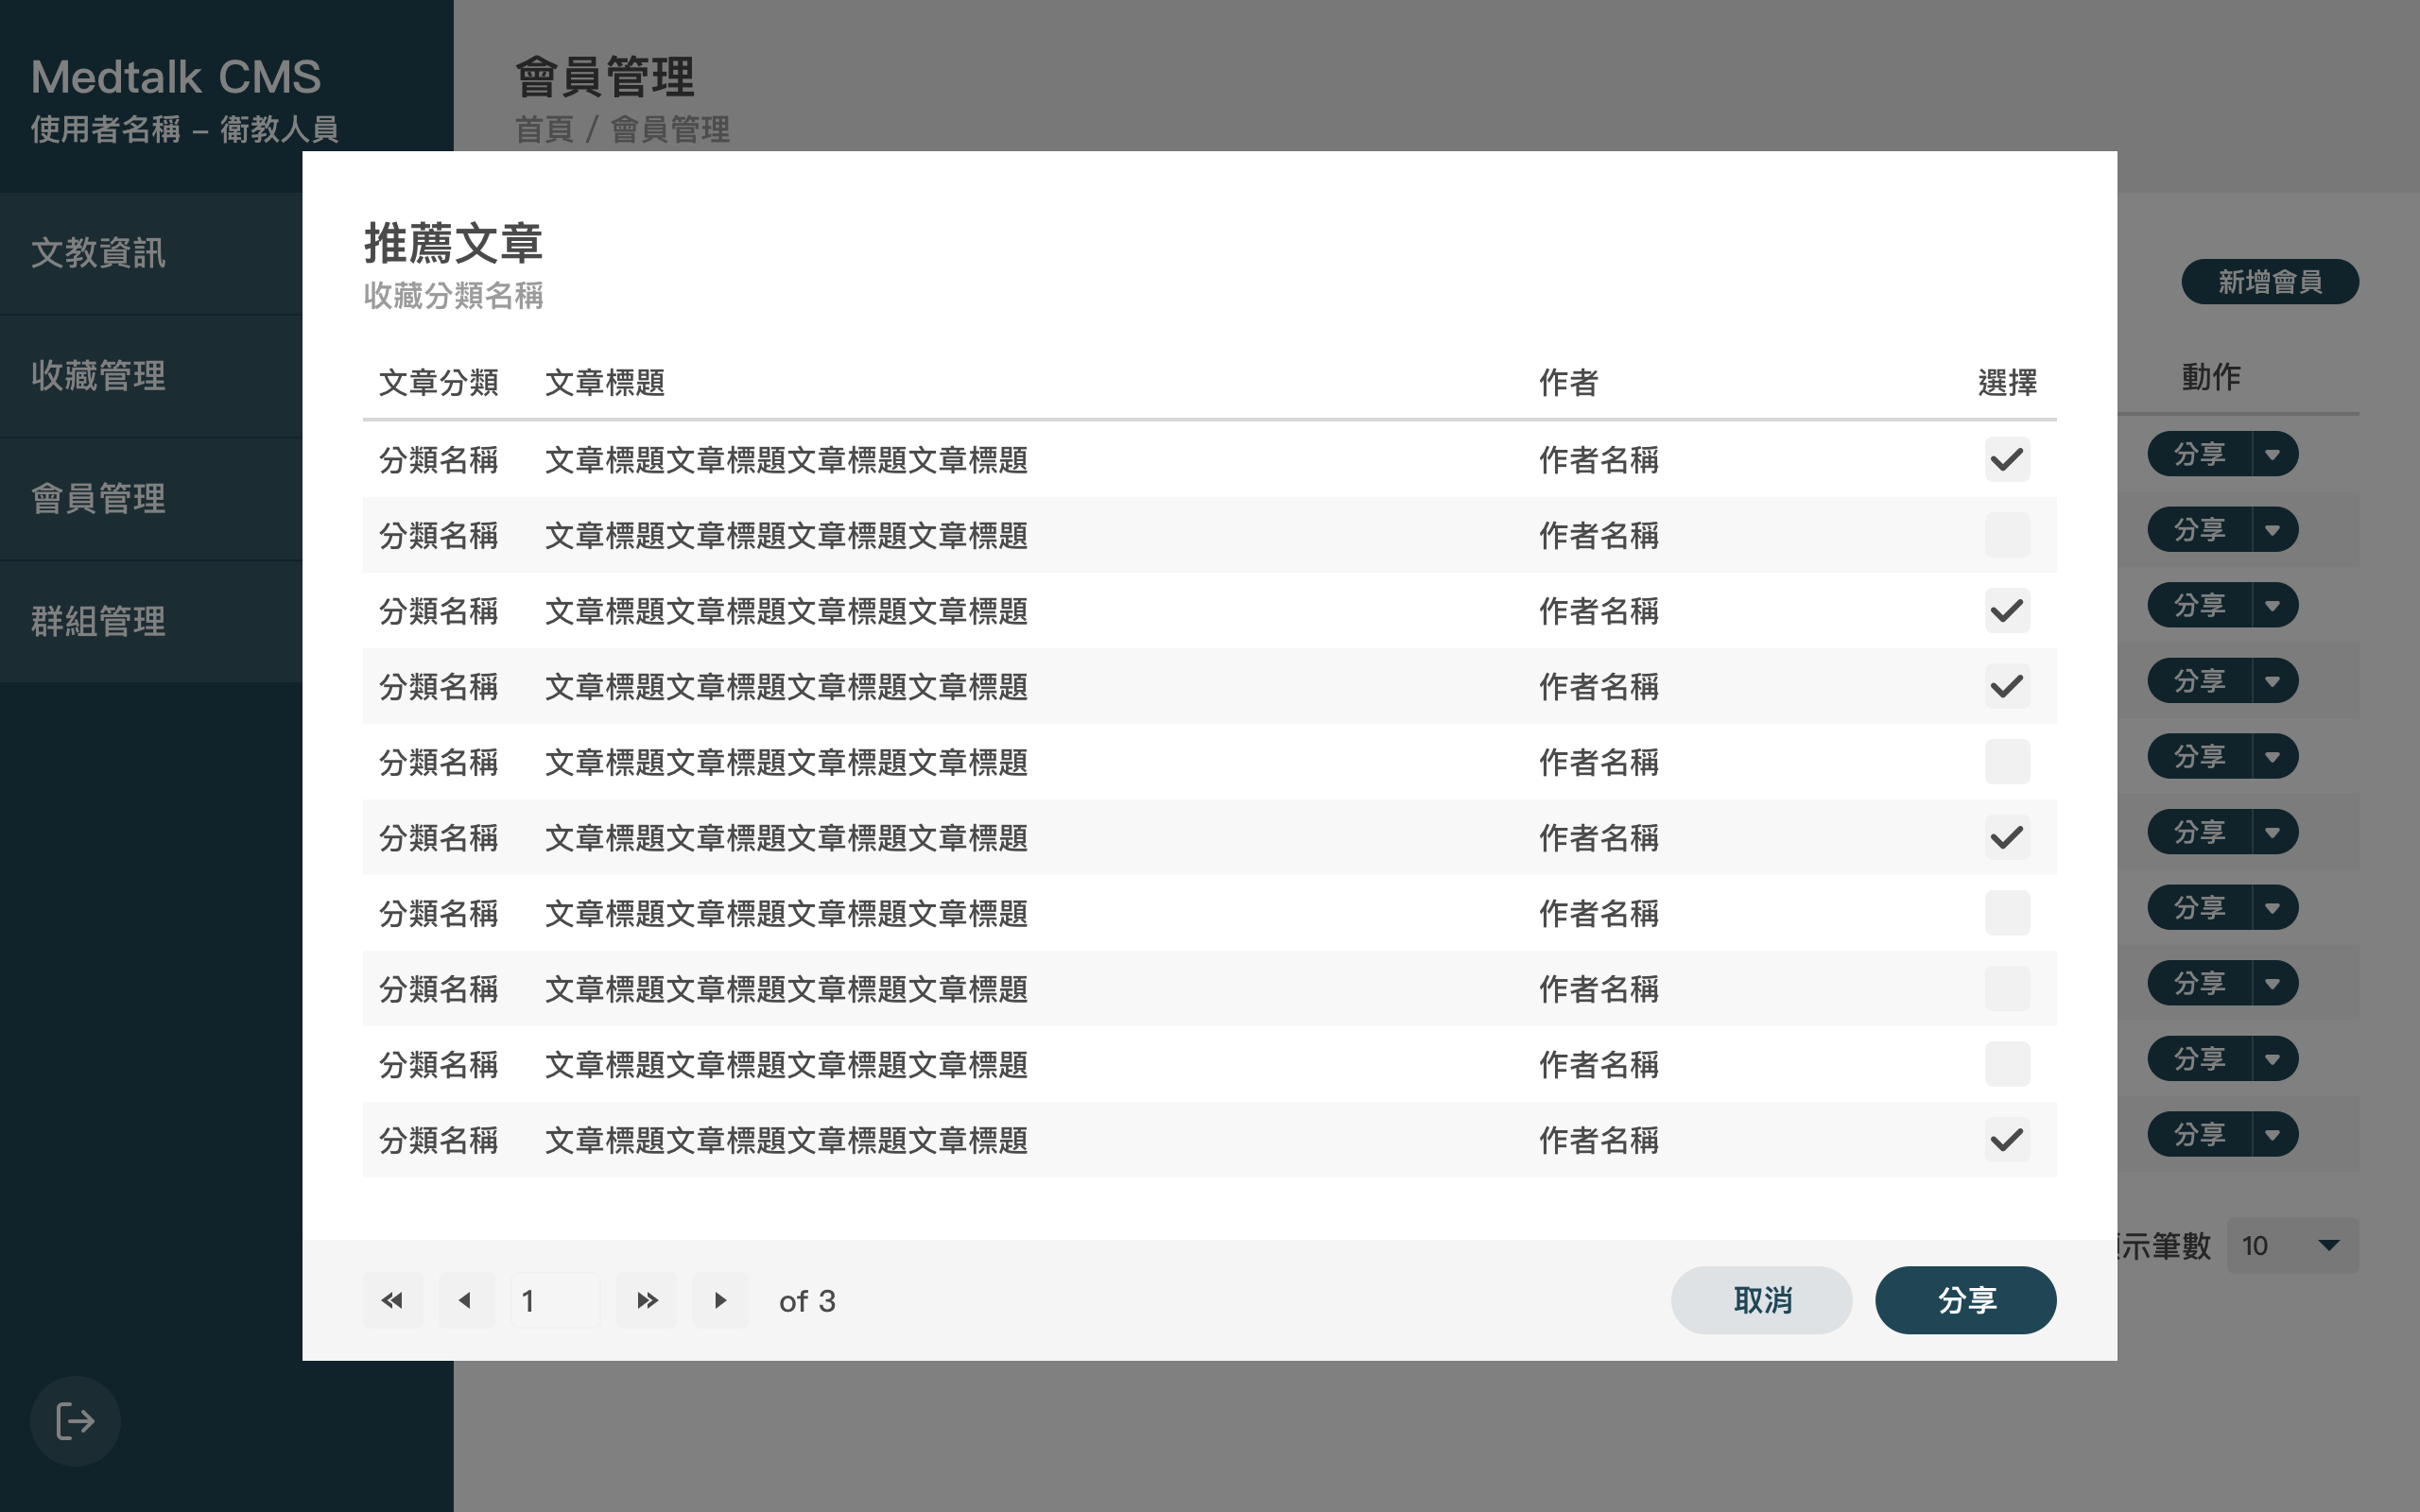 Medtalk CMS
使用者名稱 – 衛教人員
文教資訊
收藏管理
會員管理
群組管理
會員管理
首頁 / 會員管理
新增會員
動作
分享
分享
分享
分享
分享
分享
分享
分享
分享
分享
示筆數 10
推薦文章
收藏分類名稱
文章分類 文章標題 作者 選擇
分類名稱 文章標題文章標題文章標題文章標題 作者名稱
分類名稱 文章標題文章標題文章標題文章標題 作者名稱
分類名稱 文章標題文章標題文章標題文章標題 作者名稱
分類名稱 文章標題文章標題文章標題文章標題 作者名稱
分類名稱 文章標題文章標題文章標題文章標題 作者名稱
分類名稱 文章標題文章標題文章標題文章標題 作者名稱
分類名稱 文章標題文章標題文章標題文章標題 作者名稱
分類名稱 文章標題文章標題文章標題文章標題 作者名稱
分類名稱 文章標題文章標題文章標題文章標題 作者名稱
分類名稱 文章標題文章標題文章標題文章標題 作者名稱
1 of 3
取消 分享